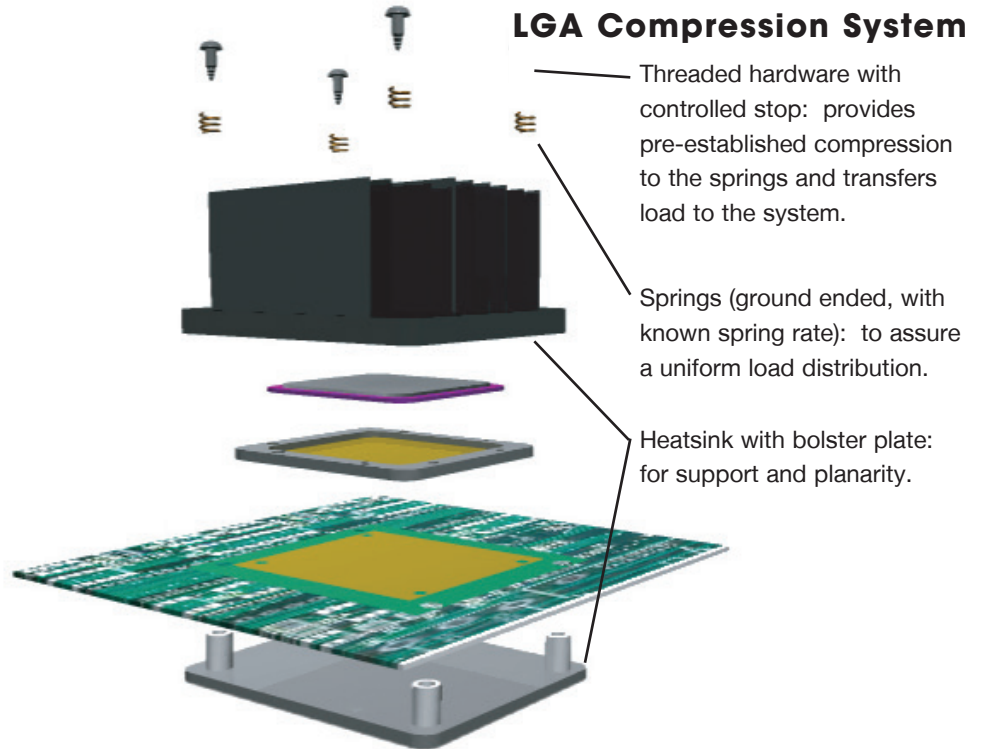 LGA Compression System
Threaded hardware with
controlled stop: provides
pre-established compression
to the springs and transfers
load to the system.
Springs (ground ended, with
known spring rate): to assure
a uniform load distribution.
Heatsink with bolster plate:
for support and planarity.